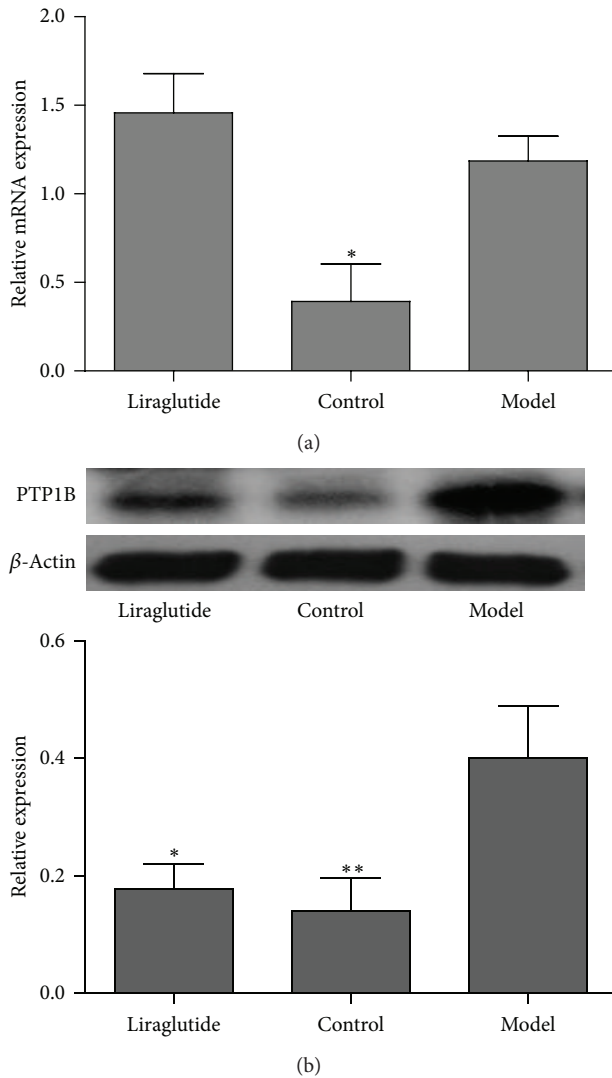 2.0
1.5
1.0
0.5
0.0
Relative mRNA expression
*
Liraglutide Control Model
(a)
PTP1B
β-Actin
Liraglutide Control Model
0.6
0.4
0.2
0.0
Relative expression
* **
Liraglutide Control Model
(b)